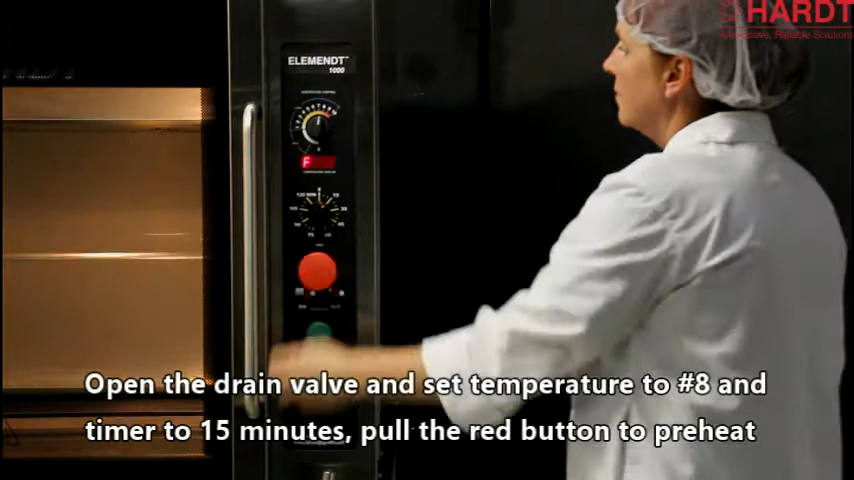 HARDT
ELEMENDT
1000
F
Open the drain valve and set temperature to #8 and
timer to 15 minutes, pull the red button to preheat